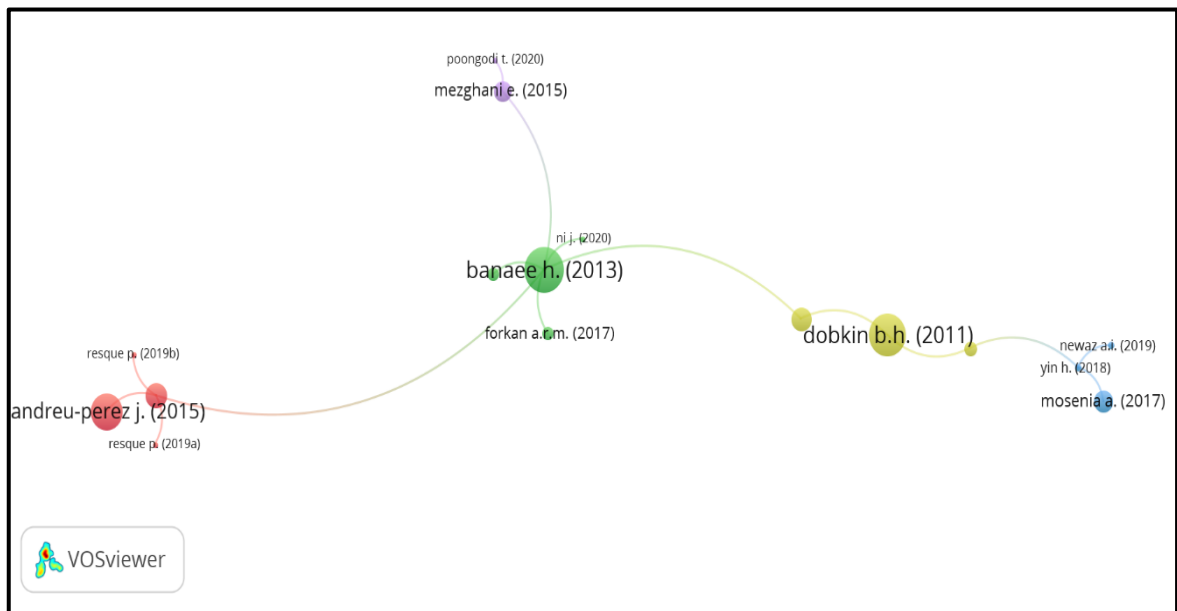 poongodi t. (2020)
mezghani e. (2015)
ni j. (2020)
banaee h. (2013)
forkan a.r.m. (2017)
dobkin b.h. (2011)
newaz a.i. (2019)
yin h. (2018)
mosenia a. (2017)
resque p. (2019b)
andreu-perez j. (2015)
resque p. (2019a)
VOSviewer